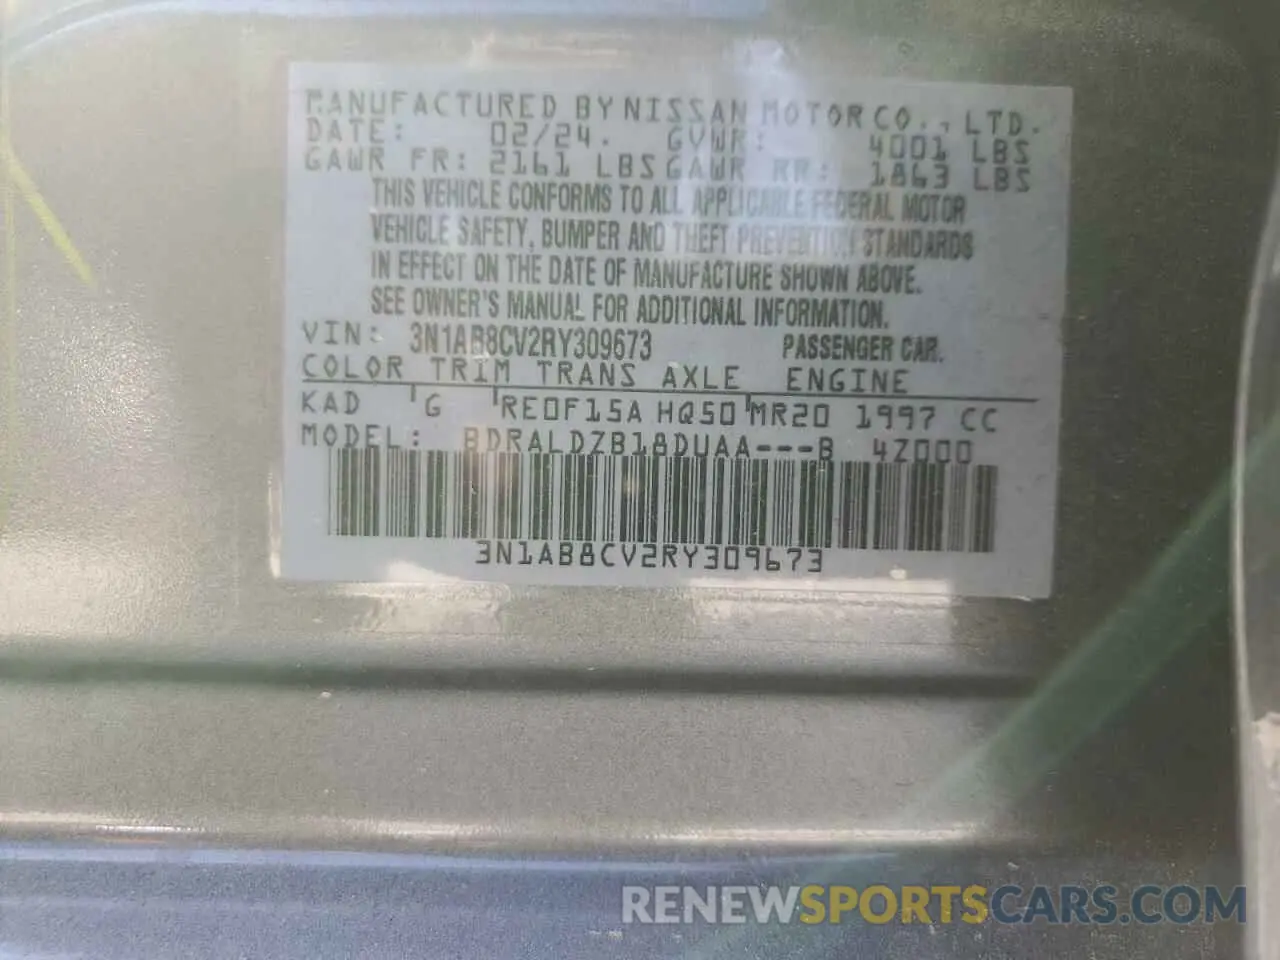 MANUFACTURED BY NISSAN MOTOR CO., LTD.
DATE: 02/24. GVWR: 4001 LBS
GAWR FR: 2161 LBS GAWR RR: 1863 LBS
THIS VEHICLE CONFORMS TO ALL APPLICABLE FEDERAL MOTOR
VEHICLE SAFETY, BUMPER AND THEFT PREVENTION STANDARDS
IN EFFECT ON THE DATE OF MANUFACTURE SHOWN ABOVE.
SEE OWNER'S MANUAL FOR ADDITIONAL INFORMATION.
VIN: 3N1AB8CV2RY309673 PASSENGER CAR.
COLOR TRIM TRANS AXLE ENGINE
KAD G RE0F15A HQ50 MR20 1997 CC
MODEL: BDRALDZB18DUAA---B 4Z000
3N1AB8CV2RY309673
RENEWSPORTSCARS.COM